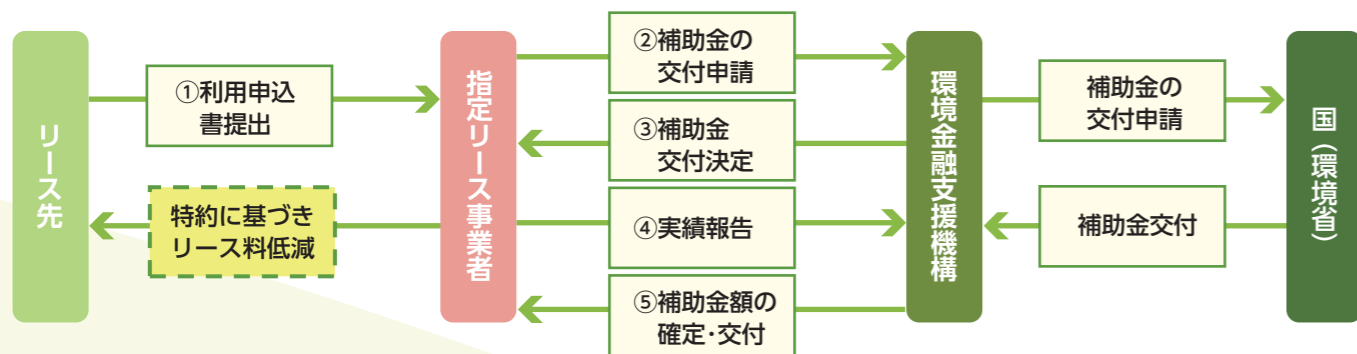 リース先
①利用申込
書提出
特約に基づき
リース料低減
指定リース事業者
②補助金の
交付申請
③補助金
交付決定
④実績報告
⑤補助金額の
確定・交付
環境金融支援機構
補助金の
交付申請
補助金交付
国(環境省)